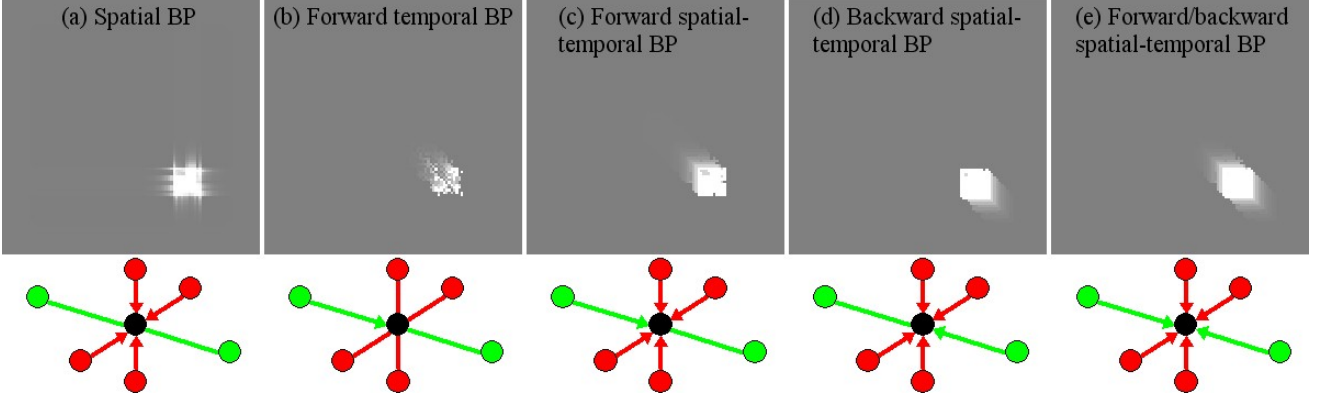 (a) Spatial BP
(b) Forward temporal BP
(c) Forward spatial-
temporal BP
(d) Backward spatial-
temporal BP
(e) Forward/backward
spatial-temporal BP